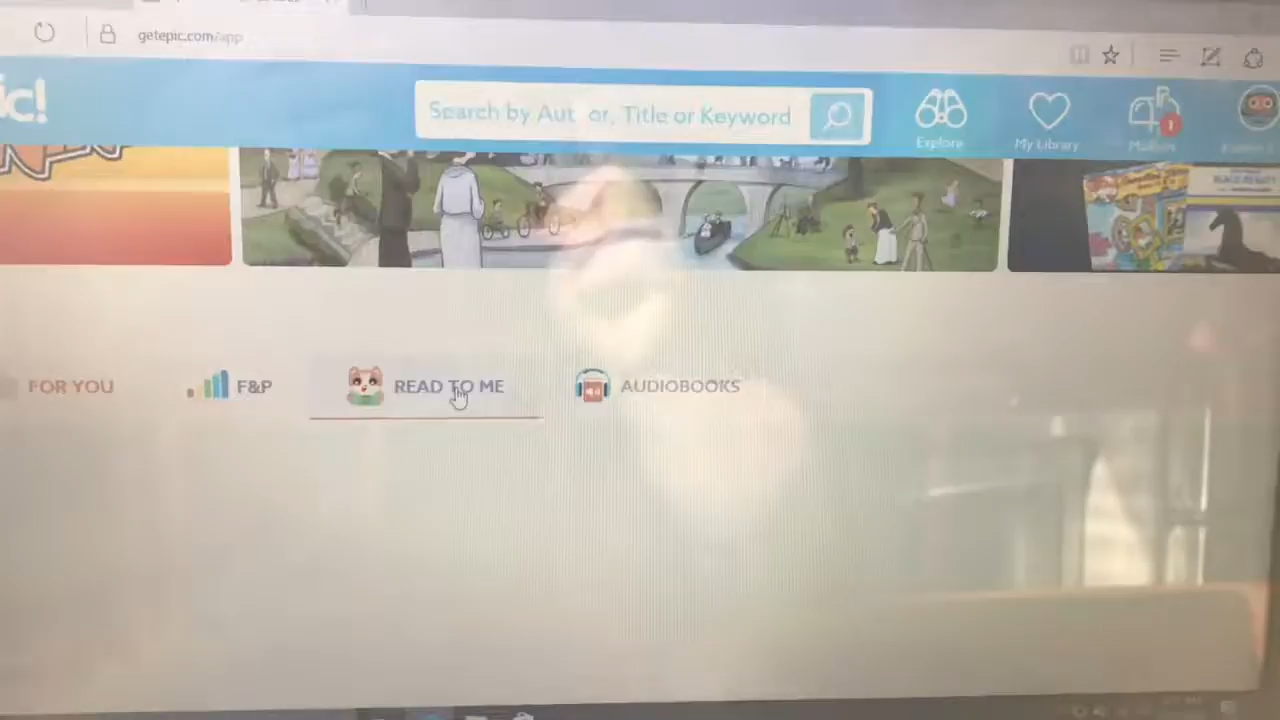 getepic.com/app
ic!
Search by Aut or, Title or Keyword
Explore
My Library
1
FOR YOU
F&P
READ TO ME
AUDIOBOOKS